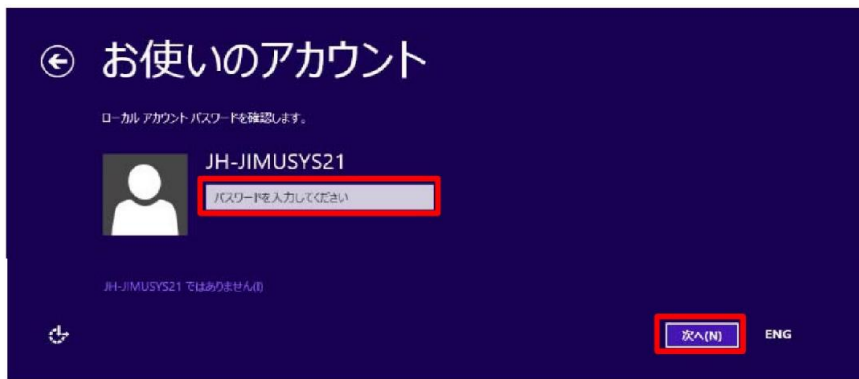 お使いのアカウント
ローカル アカウント パスワードを確認します。
JH-JIMUSYS21
パスワードを入力してください
JH-JIMUSYS21 ではありません(I)
次へ(N)
ENG